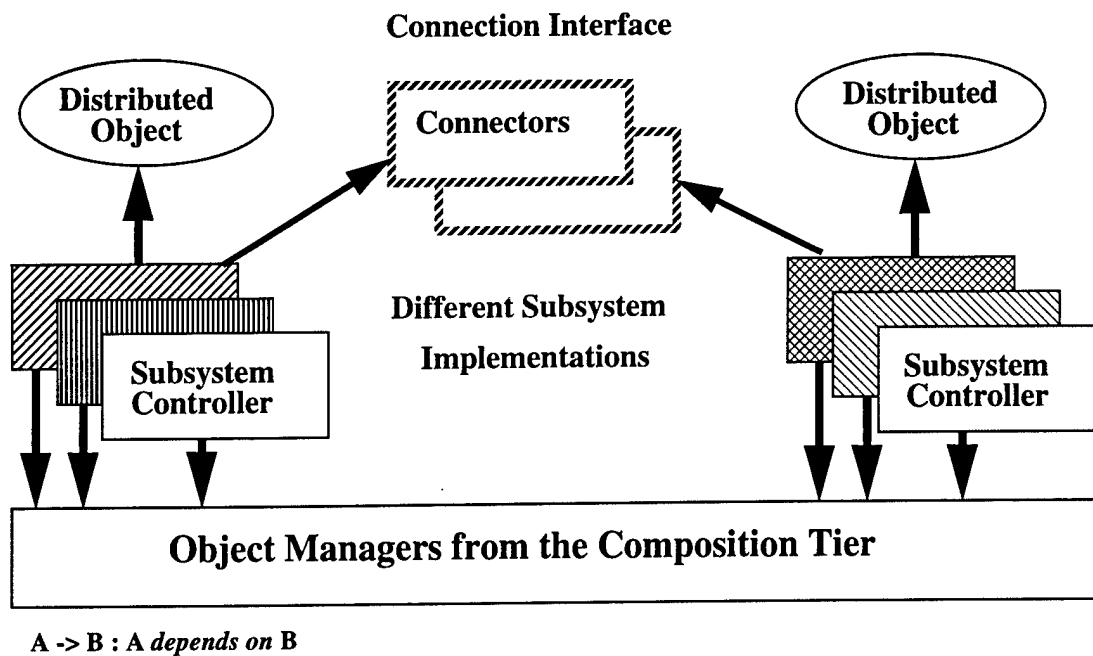 Connection Interface
Distributed
Object
Connectors
Distributed
Object
Different Subsystem
Implementations
Subsystem
Controller
Subsystem
Controller
Object Managers from the Composition Tier
A -> B : A depends on B